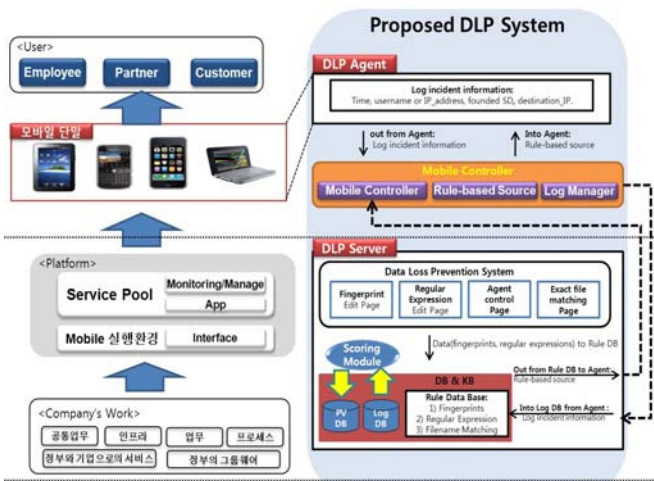 Proposed DLP System
<User>
Employee
Partner
Customer
모바일 단말
DLP Agent
Log incident information:
Time, username or IP_address, founded SD, destination_IP.
out from Agent:
Log incident information
Into Agent:
Rule-based source
Mobile Controller
Mobile Controller
Rule-based Source
Log Manager
<Platform>
Service Pool
Monitoring/Manage
App
Mobile 실행환경
Interface
<Company's Work>
공통업무
인프라
업무
프로세스
정부와기업으로의서비스
정부의그룹웨어
DLP Server
Data Loss Prevention System
Fingerprint
Edit Page
Regular
Expression
Edit Page
Agent
control
Page
Exact file
matching
Page
Data(fingerprints, regular expressions) to Rule DB
Scoring
Module
DB & KB
PV
DB
Log
DB
Rule Data Base:
1) Fingerprints
2) Regular Expression
3) Filename Matching
Out from Rule DB to Agent:
Rule-based source
Into Log DB from Agent :
Log incident information